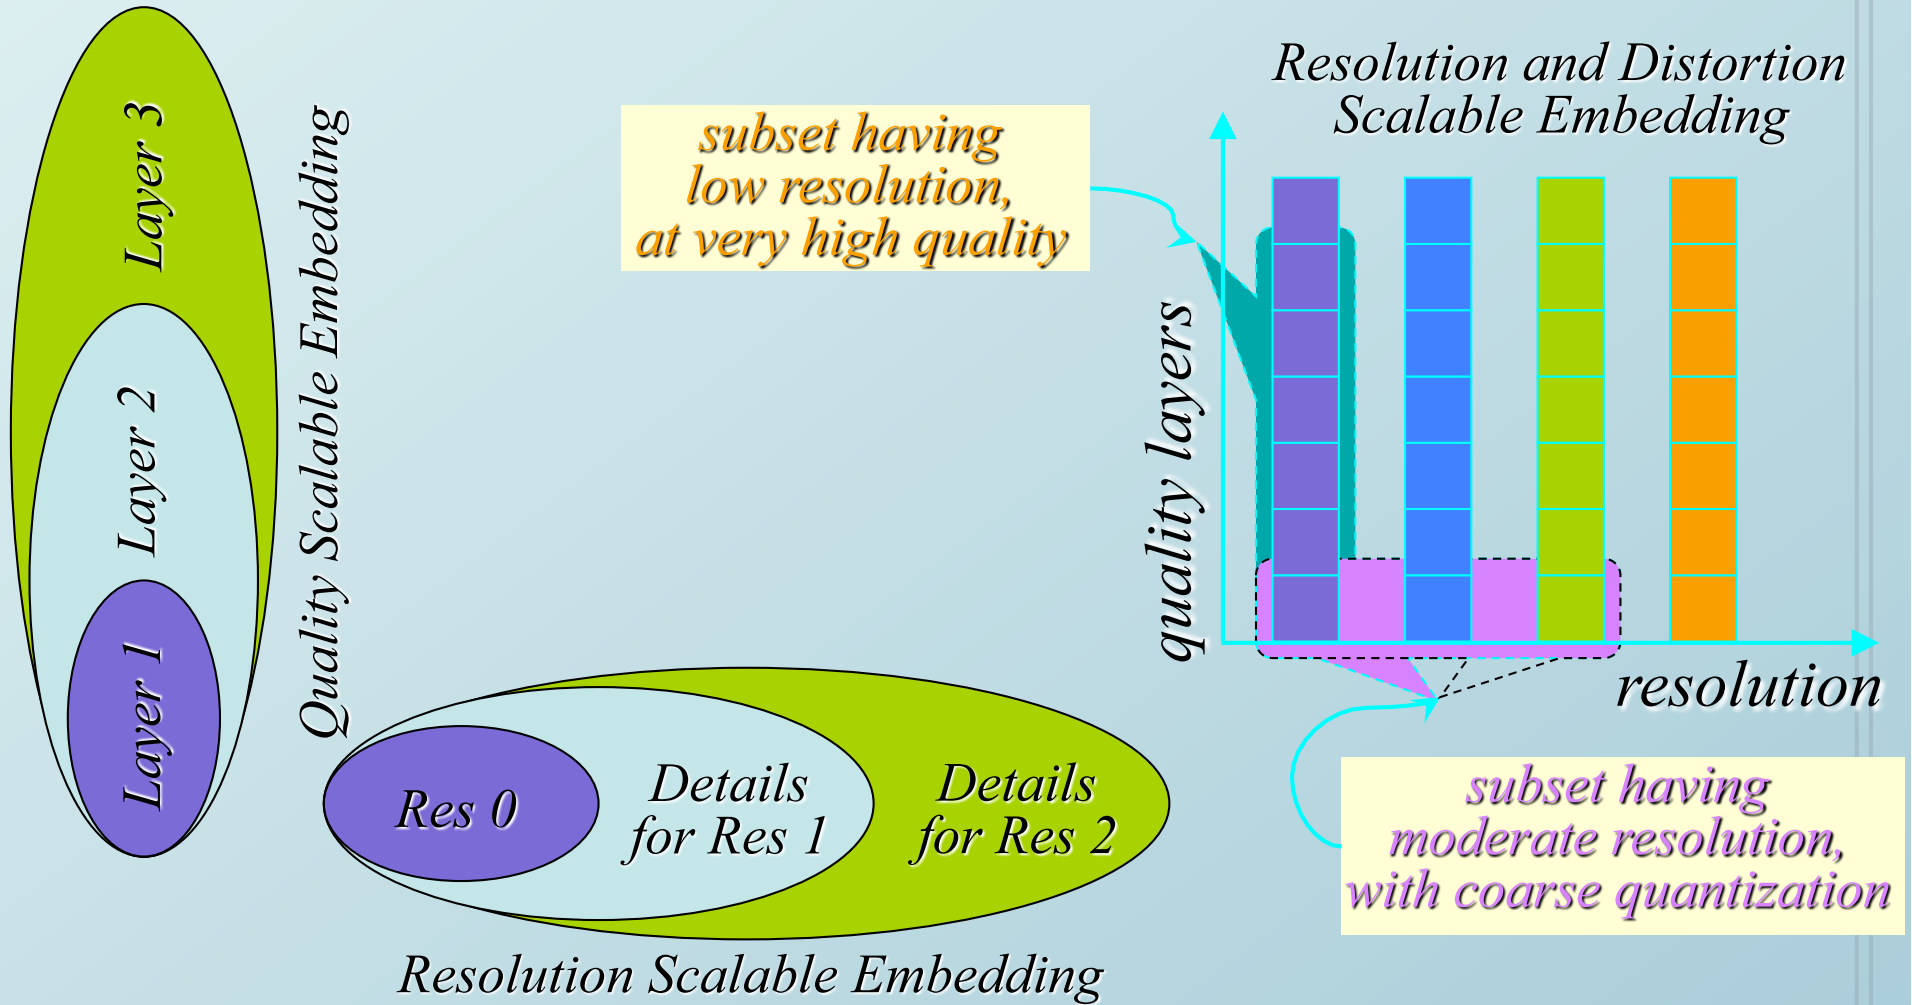 Layer 3
Layer 2
Layer 1
Quality Scalable Embedding
subset having
low resolution,
at very high quality
Resolution and Distortion
Scalable Embedding
quality layers
resolution
Res 0
Details
for Res 1
Details
for Res 2
Resolution Scalable Embedding
subset having
moderate resolution,
with coarse quantization